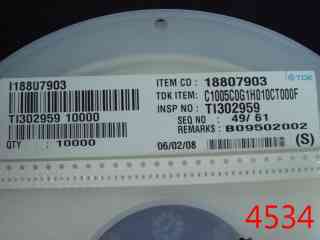 I188U7903
TI302959 10000
QTY : 10000
ITEM CD : 18807903
TDK
TDK ITEM: C1005C0G1H010CT000F
INSP NO : TI302959
SEQ NO : 49/ 61
REMARKS : B09502002
06/02/08
(S)
4534